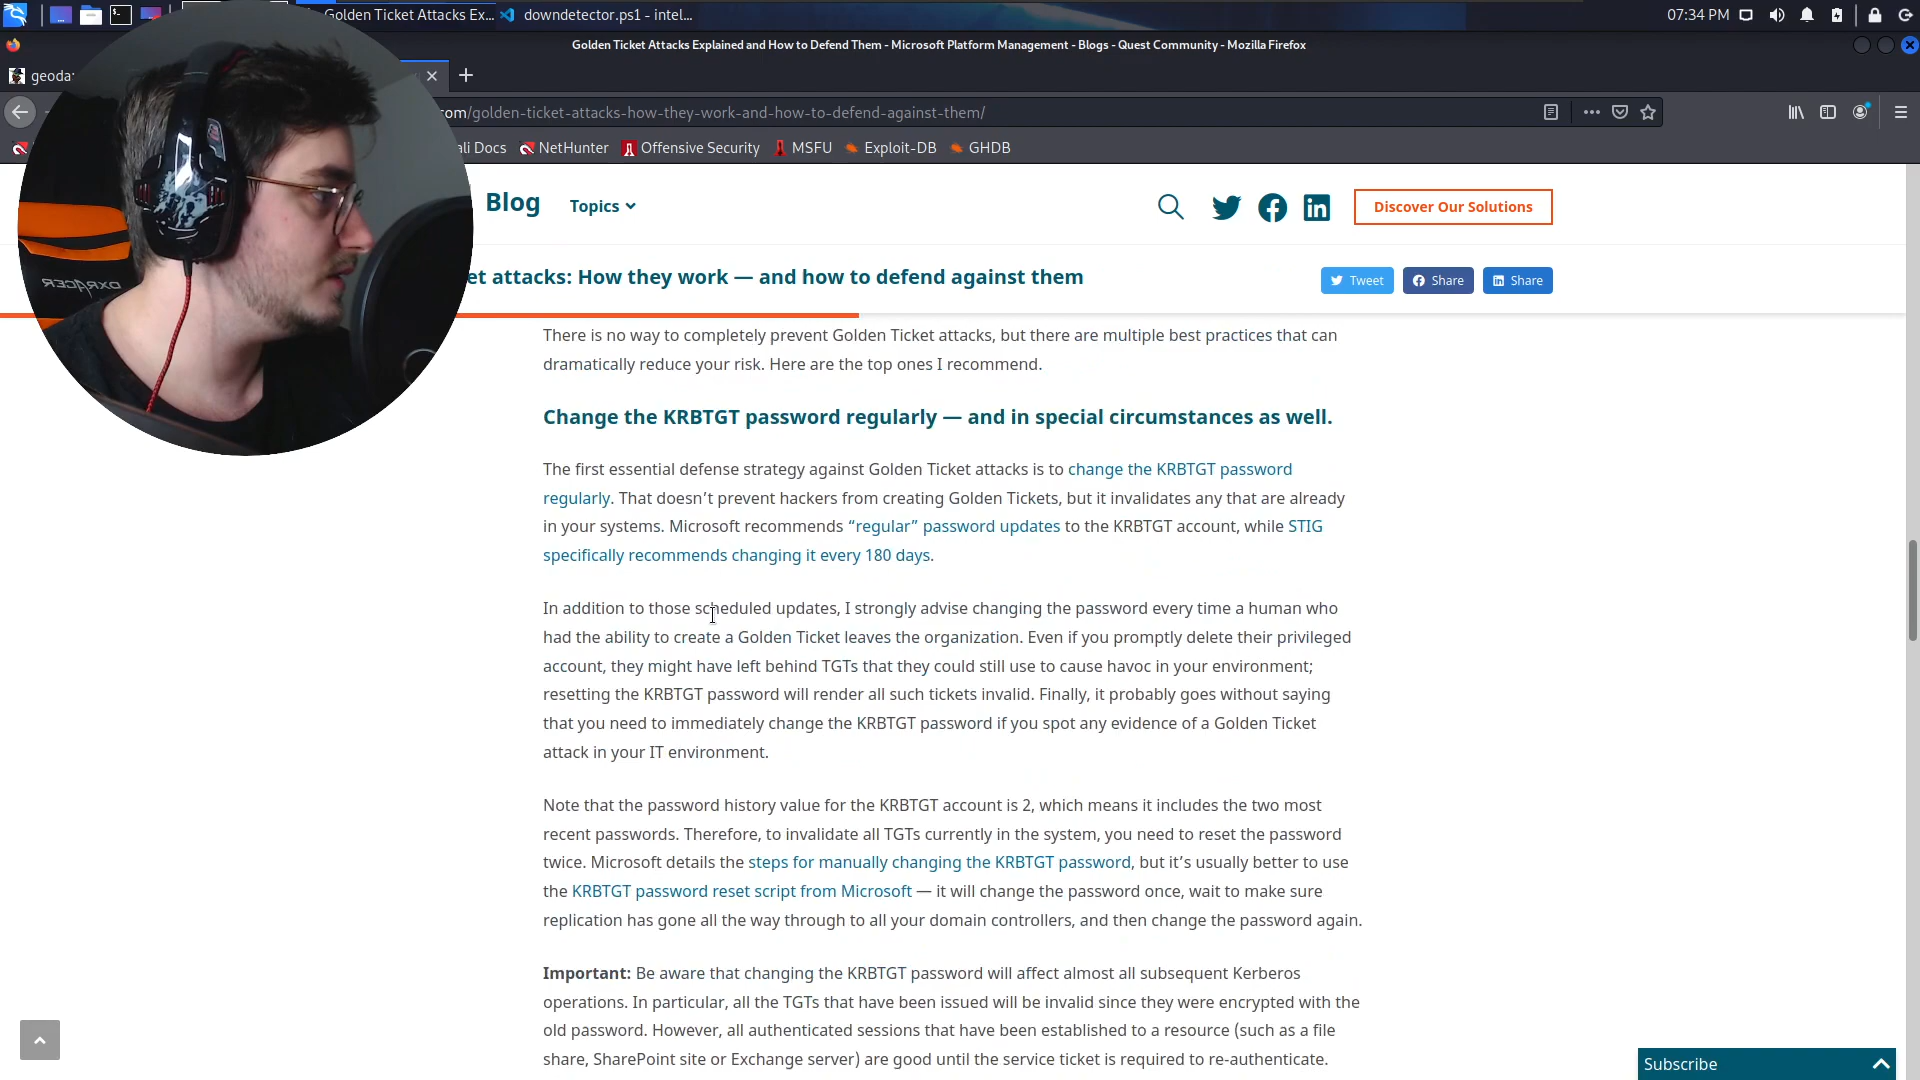 Golden Ticket Attacks Ex...
downdetector.ps1 - intel...
07:34 PM
Golden Ticket Attacks Explained and How to Defend Them - Microsoft Platform Management - Blogs - Quest Community - Mozilla Firefox
geoda
com/golden-ticket-attacks-how-they-work-and-how-to-defend-against-them/
ali Docs
NetHunter
Offensive Security
MSFU
Exploit-DB
GHDB
Blog
Topics
Discover Our Solutions
et attacks: How they work — and how to defend against them
Tweet
Share
Share
There is no way to completely prevent Golden Ticket attacks, but there are multiple best practices that can
dramatically reduce your risk. Here are the top ones I recommend.
Change the KRBTGT password regularly — and in special circumstances as well.
The first essential defense strategy against Golden Ticket attacks is to change the KRBTGT password
regularly. That doesn’t prevent hackers from creating Golden Tickets, but it invalidates any that are already
in your systems. Microsoft recommends “regular” password updates to the KRBTGT account, while STIG
specifically recommends changing it every 180 days.
In addition to those scheduled updates, I strongly advise changing the password every time a human who
had the ability to create a Golden Ticket leaves the organization. Even if you promptly delete their privileged
account, they might have left behind TGTs that they could still use to cause havoc in your environment;
resetting the KRBTGT password will render all such tickets invalid. Finally, it probably goes without saying
that you need to immediately change the KRBTGT password if you spot any evidence of a Golden Ticket
attack in your IT environment.
Note that the password history value for the KRBTGT account is 2, which means it includes the two most
recent passwords. Therefore, to invalidate all TGTs currently in the system, you need to reset the password
twice. Microsoft details the steps for manually changing the KRBTGT password, but it’s usually better to use
the KRBTGT password reset script from Microsoft — it will change the password once, wait to make sure
replication has gone all the way through to all your domain controllers, and then change the password again.
Important: Be aware that changing the KRBTGT password will affect almost all subsequent Kerberos
operations. In particular, all the TGTs that have been issued will be invalid since they were encrypted with the
old password. However, all authenticated sessions that have been established to a resource (such as a file
share, SharePoint site or Exchange server) are good until the service ticket is required to re-authenticate.
Subscribe
DXRACER